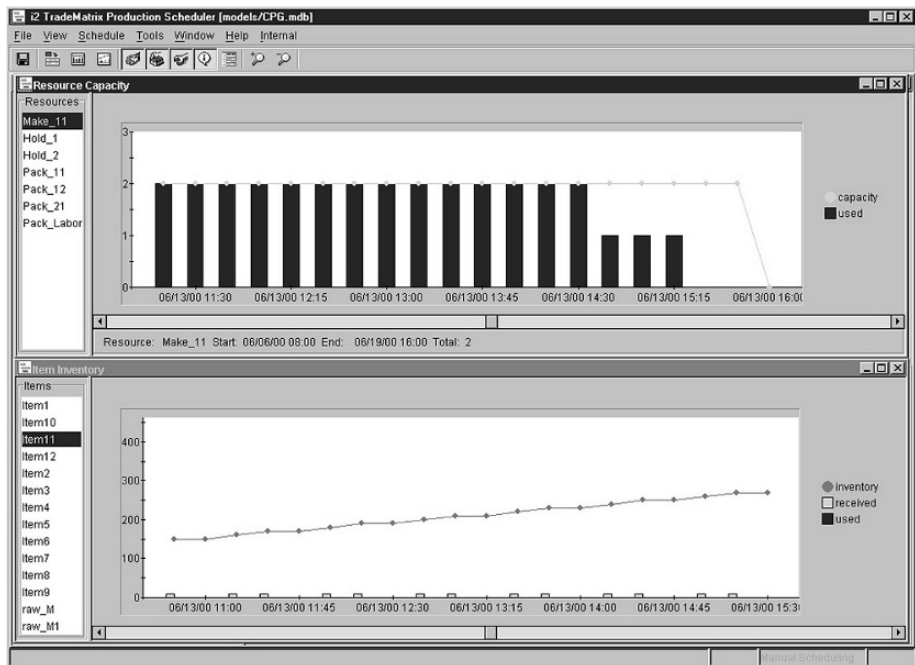 i2 TradeMatrix Production Scheduler [models/CPG.mdb]
File View Schedule Tools Window Help Internal
Resource Capacity
Resources
Make_11
Hold_1
Hold_2
Pack_11
Pack_12
Pack_21
Pack_Labor
3
2
1
0
06/13/00 11:30 06/13/00 12:15 06/13/00 13:00 06/13/00 13:45 06/13/00 14:30 06/13/00 15:15 06/13/00 16:00
capacity
used
Resource: Make_11 Start: 06/06/00 08:00 End: 06/19/00 16:00 Total: 2
Item Inventory
Items
Item1
Item10
Item11
Item12
Item2
Item3
Item4
Item5
Item6
Item7
Item8
Item9
raw_M
raw_M1
400
300
200
100
0
06/13/00 11:00 06/13/00 11:45 06/13/00 12:30 06/13/00 13:15 06/13/00 14:00 06/13/00 14:45 06/13/00 15:3
inventory
received
used
Manual Scheduling